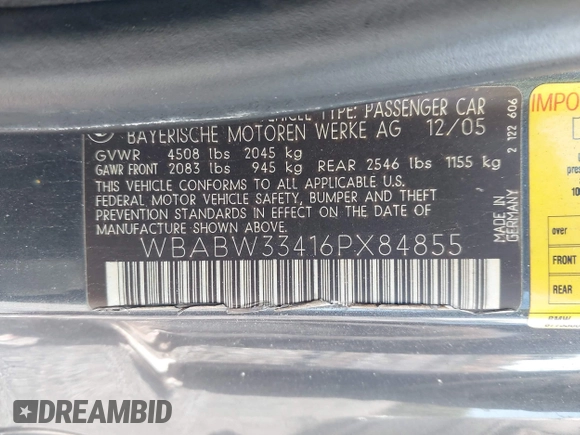 VEHICLE TYPE: PASSENGER CAR
BAYERISCHE MOTOREN WERKE AG 12/05
GVWR 4508 lbs 2045 kg
GAWR FRONT 2083 lbs 945 kg REAR 2546 lbs 1155 kg
THIS VEHICLE CONFORMS TO ALL APPLICABLE U.S.
FEDERAL MOTOR VEHICLE SAFETY, BUMPER AND THEFT
PREVENTION STANDARDS IN EFFECT ON THE DATE OF
MANUFACTURE SHOWN ABOVE.
WBABW33416PX84855
MADE IN
GERMANY
2 122 606
over
FRONT
REAR
DREAMBID